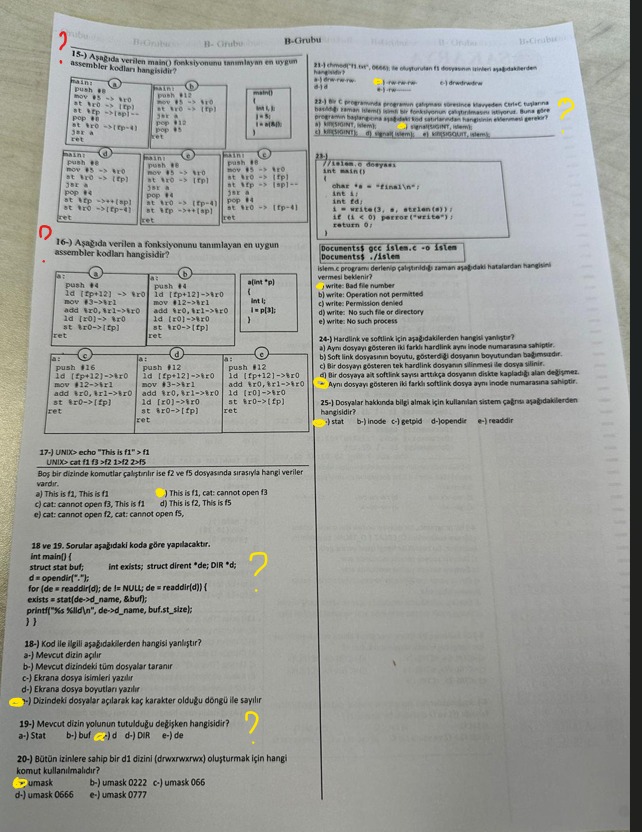 B- Grubu
B-Grubu
15-) Aşağıda verilen main() fonksiyonunu tanımlayan en uygun
assembler kodları hangisidir?
main: a
push #8
mov #5 -> %r0
st %r0 -> [fp]
st %fp ->++[sp]--
pop #8
st %r0 ->[fp-4]
jsr a
ret
main: b
push #12
mov #5 -> %r0
st %r0 -> [fp]
jsr a
pop #12
pop #5
ret
main()
{
int i, j;
j = 5;
i = a(&j);
}
main: d
push #8
mov #5 -> %r0
st %r0 -> [fp]
jsr a
pop #4
st %fp ->++[sp]
st %r0 ->[fp-4]
ret
main: e
push #8
mov #5 -> %r0
st %r0 -> [fp]
jsr a
pop #4
st %r0 ->[fp-4]
st %fp ->++[sp]
ret
main: c
push #8
mov #5 -> %r0
st %r0 -> [fp]
st %fp -> [sp]--
jsr a
pop #4
st %r0 -> [fp-4]
ret
16-) Aşağıda verilen a fonksiyonunu tanımlayan en uygun
assembler kodları hangisidir?
a: a
push #4
ld [fp+12] -> %r0
mov #3->%r1
add %r0,%r1->%r0
ld [r0]-> %r0
st %r0->[fp]
ret
a: b
push #4
ld [fp+12]->%r0
mov #12->%r1
add %r0,%r1->%r0
ld [r0]->%r0
st %r0->[fp]
ret
a(int *p)
{
int i;
i = p[3];
}
a: c
push #16
ld [fp+12]->%r0
mov #12->%r1
add %r0,%r1->%r0
st %r0->[fp]
ret
a: d
push #12
ld [fp+12]->%r0
mov #3->%r1
add %r0,%r1->%r0
ld [r0]->%r0
st %r0->[fp]
ret
a: e
push #12
ld [fp+12]->%r0
add %r0,%r1->%r0
ld [r0]->%r0
st %r0->[fp]
ret
17-) UNIX> echo "This is f1" > f1
UNIX> cat f1 f3 >f2 1>f2 2>f5
Boş bir dizinde komutlar çalıştırılır ise f2 ve f5 dosyasında sırasıyla hangi veriler
vardır.
a) This is f1, This is f1 ) This is f1, cat: cannot open f3
c) cat: cannot open f3, This is f1 d) This is f2, This is f5
e) cat: cannot open f2, cat: cannot open f5,
18 ve 19. Sorular aşağıdaki koda göre yapılacaktır.
int main() {
struct stat buf; int exists; struct dirent *de; DIR *d;
d = opendir(".");
for (de = readdir(d); de != NULL; de = readdir(d)) {
exists = stat(de->d_name, &buf);
printf("%s %lld\n", de->d_name, buf.st_size);
} }
18-) Kod ile ilgili aşağıdakilerden hangisi yanlıştır?
a-) Mevcut dizin açılır
b-) Mevcut dizindeki tüm dosyalar taranır
c-) Ekrana dosya isimleri yazılır
d-) Ekrana dosya boyutları yazılır
-) Dizindeki dosyalar açılarak kaç karakter olduğu döngü ile sayılır
19-) Mevcut dizin yolunun tutulduğu değişken hangisidir?
a-) Stat b-) buf ) d d-) DIR e-) de
20-) Bütün izinlere sahip bir d1 dizini (drwxrwxrwx) oluşturmak için hangi
komut kullanılmalıdır?
umask b-) umask 0222 c-) umask 066
d-) umask 0666 e-) umask 0777
21-) chmod("f1.txt", 0666); ile oluşturulan f1 dosyasının izinleri aşağıdakilerden
hangisidir?
-rw-rw-rw- c-) drwdrwdrw
22-) Bir C programında programın çalışması süresince klavyeden Ctrl+C tuşlarına
basıldığı zaman islem() isimli bir fonksiyonun çalıştırılmasını istiyoruz. Buna göre
programın başlangıcına aşağıdaki kod satırlarından hangisinin eklenmesi gerekir?
a) kill(SIGINT, islem); signal(SIGINT, islem);
c) kill(SIGINT); d) signal( islem); e) kill(SIGQUIT, islem);
23-)
//islem.c dosyası
int main()
{
char *s = "final\n";
int i;
int fd;
i = write(3, s, strlen(s));
if (i < 0) perror("write");
return 0;
}
Documents$ gcc islem.c -o islem
Documents$ ./islem
islem.c programı derlenip çalıştırıldığı zaman aşağıdaki hatalardan hangisini
vermesi beklenir?
write: Bad file number
b) write: Operation not permitted
c) write: Permission denied
d) write: No such file or directory
e) write: No such process
24-) Hardlink ve softlink için aşağıdakilerden hangisi yanlıştır?
a) Aynı dosyayı gösteren iki farklı hardlink aynı inode numarasına sahiptir.
b) Soft link dosyasının boyutu, gösterdiği dosyanın boyutundan bağımsızdır.
c) Bir dosyayı gösteren tek hardlink dosyanın silinmesi ile dosya silinir.
d) Bir dosyaya ait softlink sayısı arttıkça dosyanın diskte kapladığı alan değişmez.
Aynı dosyayı gösteren iki farklı softlink dosya aynı inode numarasına sahiptir.
25-) Dosyalar hakkında bilgi almak için kullanılan sistem çağrısı aşağıdakilerden
hangisidir?
) stat b-) inode c-) getpid d-)opendir e-) readdir